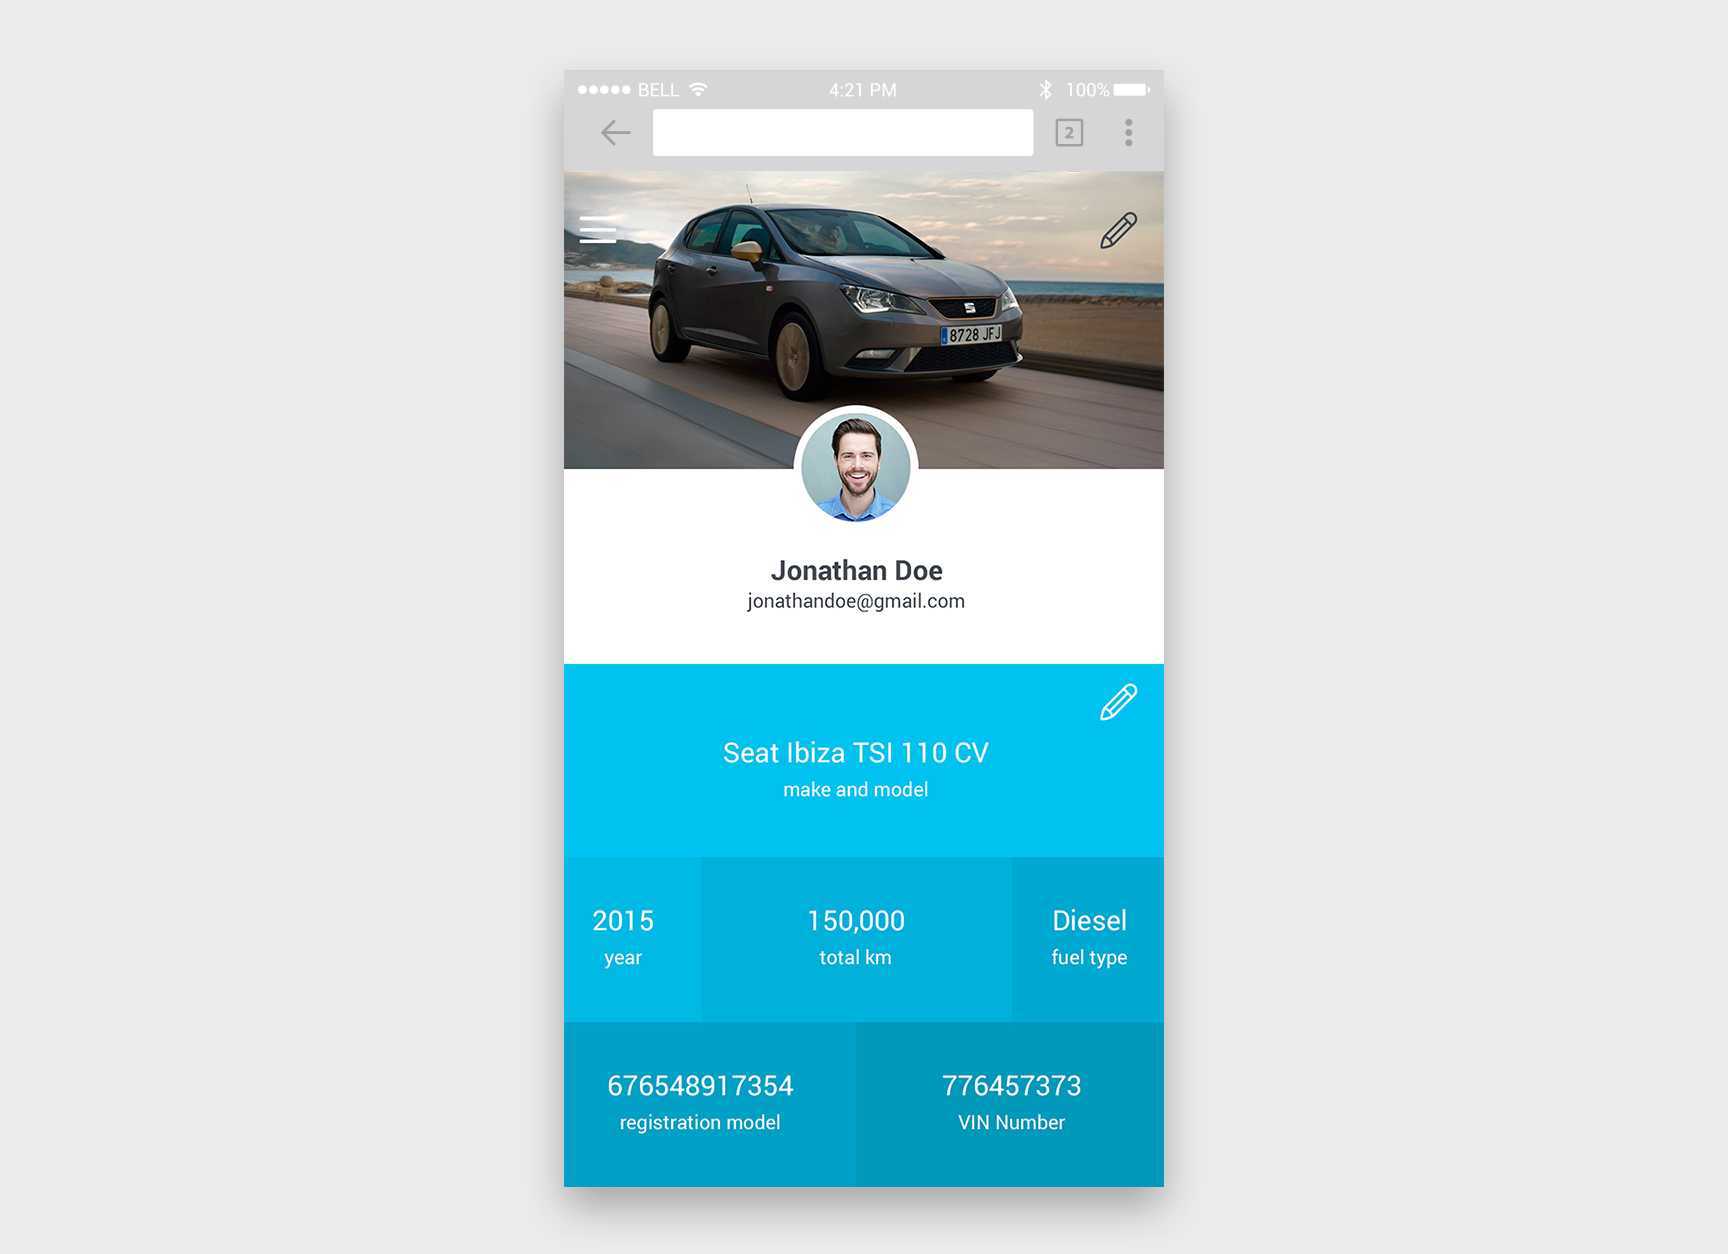 BELL 4:21 PM 100%
2
8728 JFJ
Jonathan Doe
jonathandoe@gmail.com
Seat Ibiza TSI 110 CV
make and model
2015 150,000 Diesel
year total km fuel type
676548917354 776457373
registration model VIN Number